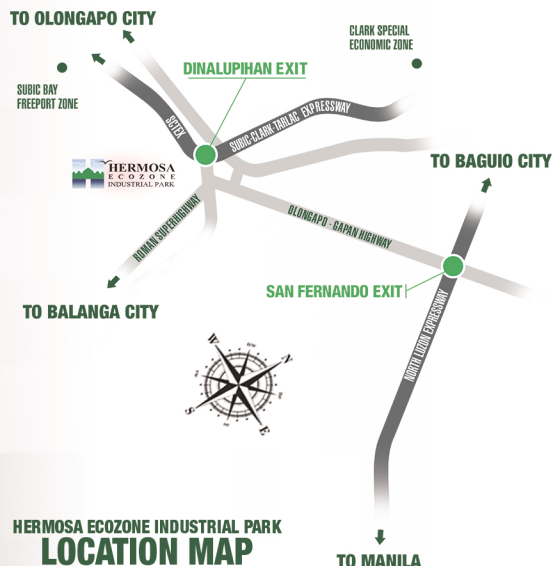 TO OLONGAPO CITY
CLARK SPECIAL
ECONOMIC ZONE
DINALUPIHAN EXIT
SUBIC BAY
FREEPORT ZONE
SCTEX
SUBIC-CLARK-TARLAC EXPRESSWAY
TO BAGUIO CITY
HERMOSA
ECOZONE
INDUSTRIAL PARK
ROMAN SUPERHIGHWAY
OLONGAPO - GAPAN HIGHWAY
SAN FERNANDO EXIT
TO BALANGA CITY
NORTH LUZON EXPRESSWAY
W
N
S
E
HERMOSA ECOZONE INDUSTRIAL PARK
LOCATION MAP
TO MANILA